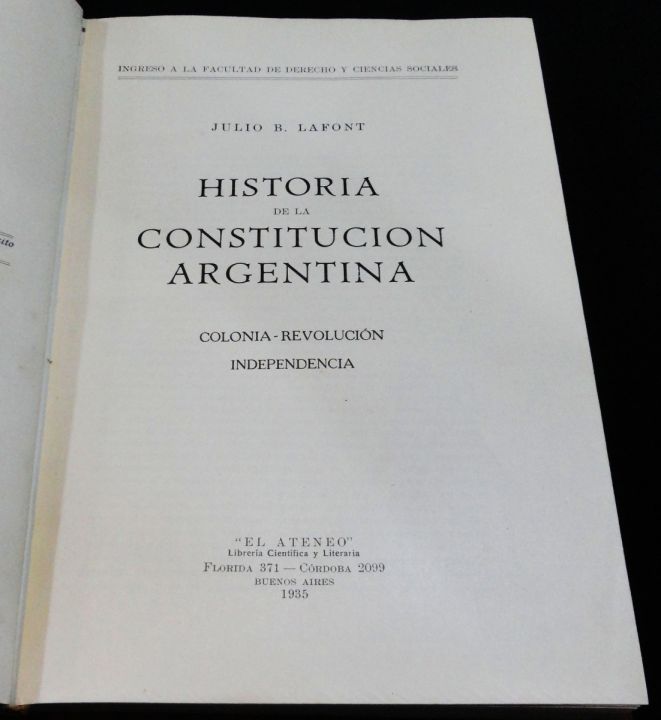 INGRESO A LA FACULTAD DE DERECHO Y CIENCIAS SOCIALES
JULIO B. LAFONT
HISTORIA
DE LA
CONSTITUCION
ARGENTINA
COLONIA-REVOLUCIÓN
INDEPENDENCIA
"EL ATENEO"
Librería Científica y Literaria
FLORIDA 371 — CÓRDOBA 2099
BUENOS AIRES
1935